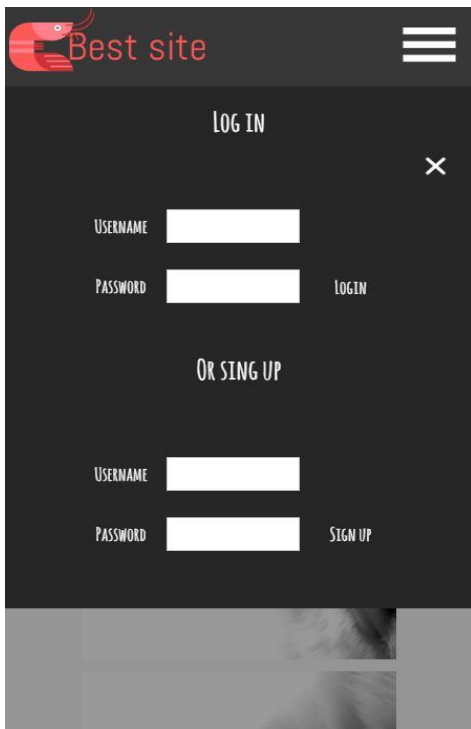 Best site
Log in
Username
Password Login
Or sing up
Username
Password Sign up